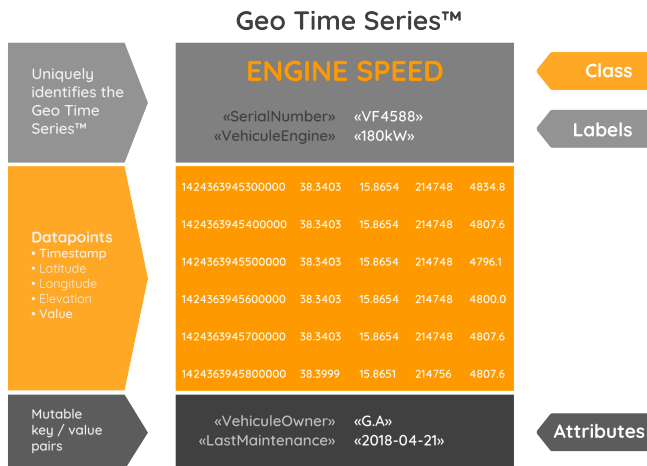 Geo Time Series™
Uniquely
identifies the
Geo Time
Series™
ENGINE SPEED
«SerialNumber» «VF4588»
«VehiculeEngine» «180kW»
Class
Labels
Datapoints
• Timestamp
• Latitude
• Longitude
• Elevation
• Value
1424363945300000 38.3403 15.8654 214748 4834.8
1424363945400000 38.3403 15.8654 214748 4807.6
1424363945500000 38.3403 15.8654 214748 4796.1
1424363945600000 38.3403 15.8654 214748 4800.0
1424363945700000 38.3403 15.8654 214748 4807.6
1424363945800000 38.3999 15.8651 214756 4807.6
Mutable
key / value
pairs
«VehiculeOwner» «G.A»
«LastMaintenance» «2018-04-21»
Attributes